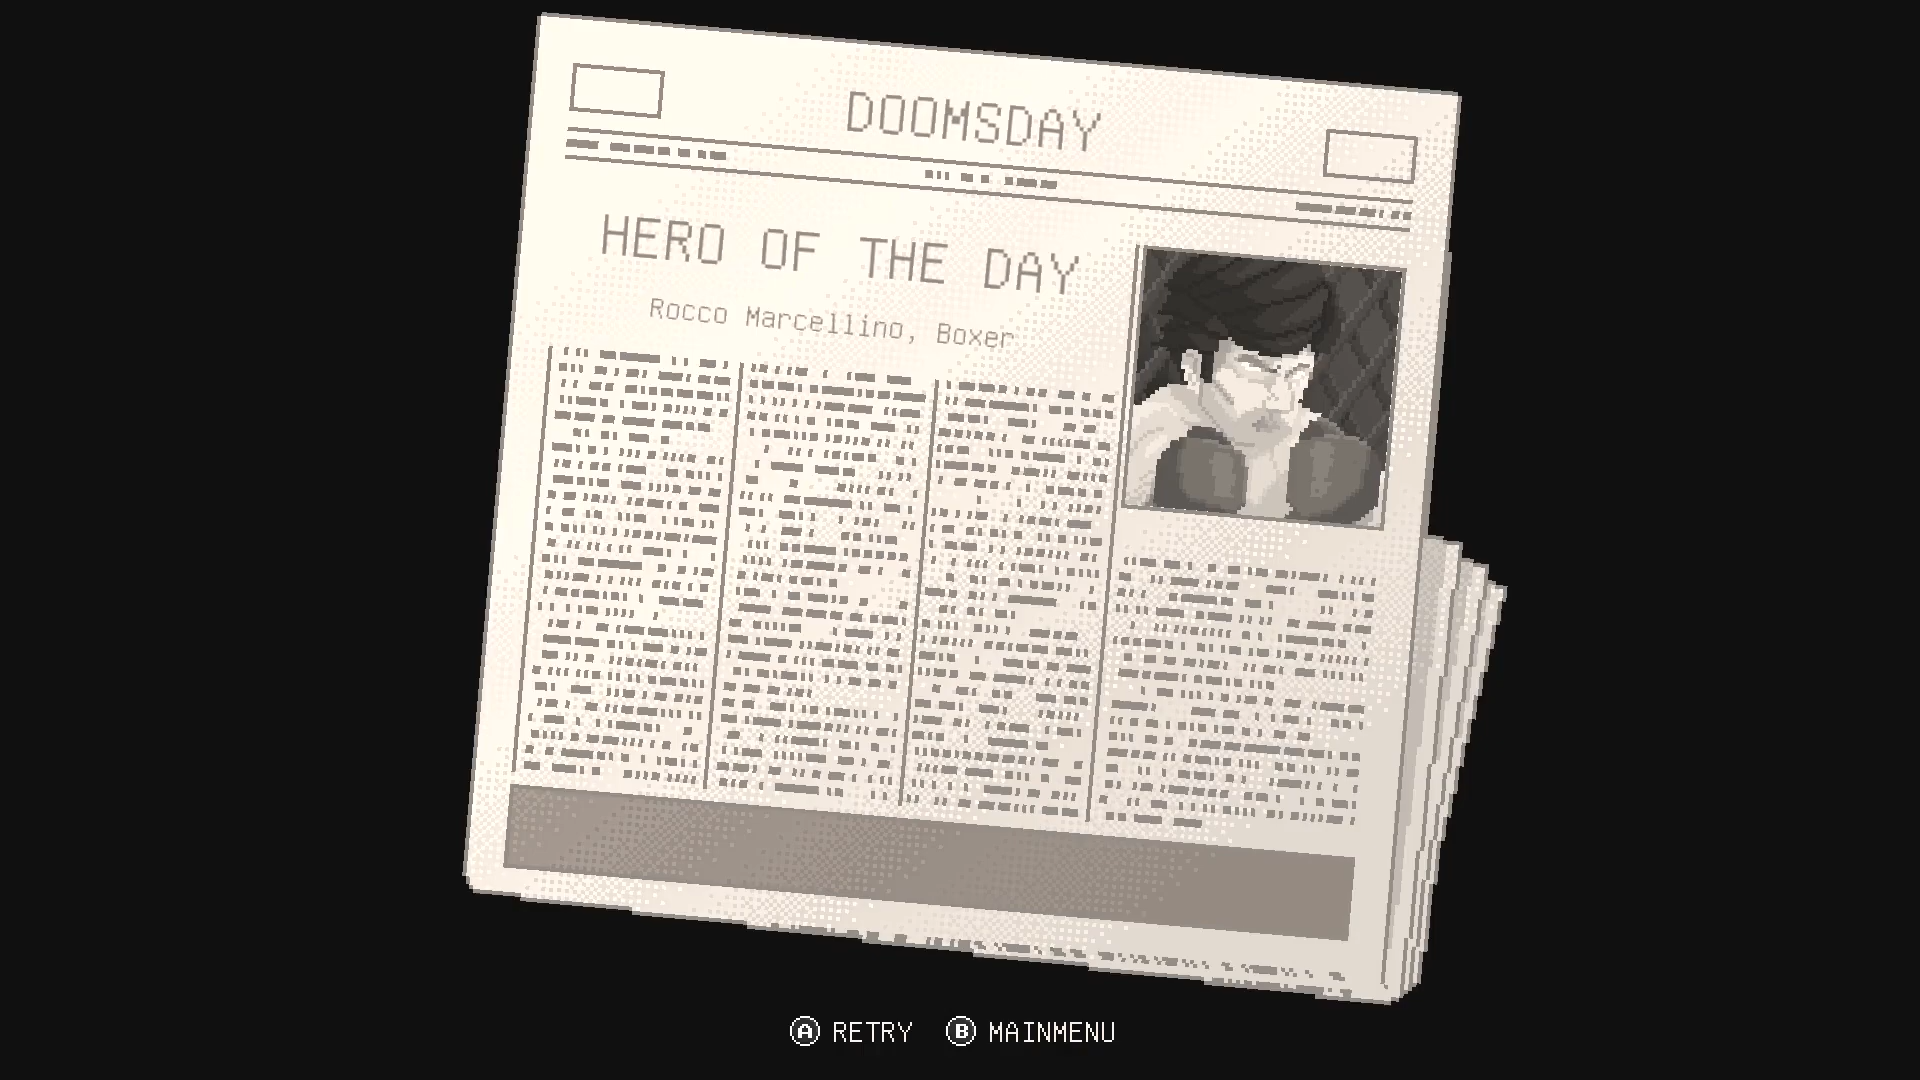 DOOMSDAY
HERO OF THE DAY
Rocco Marcellino, Boxer
A RETRY B MAINMENU